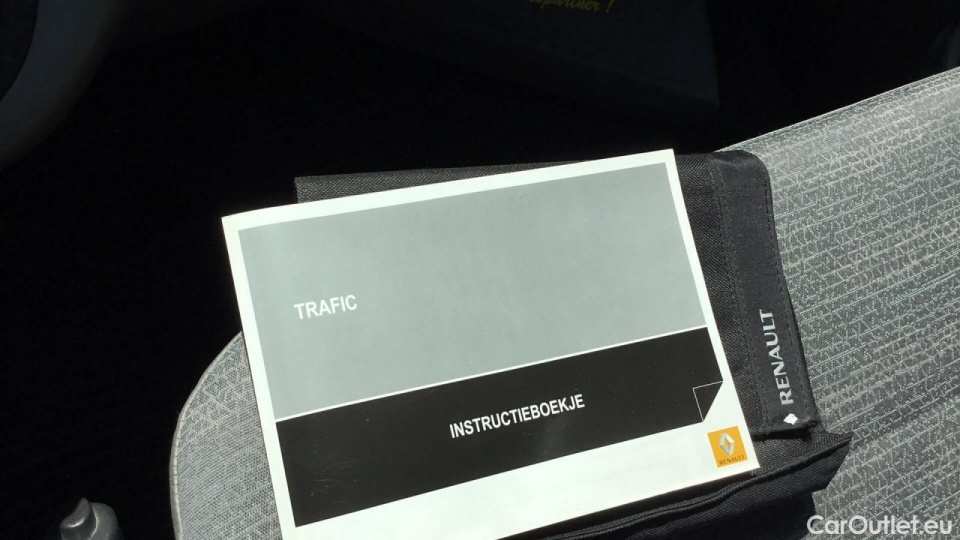 TRAFIC
INSTRUCTIEBOEKJE
RENAULT
RENAULT
CarOutlet.eu